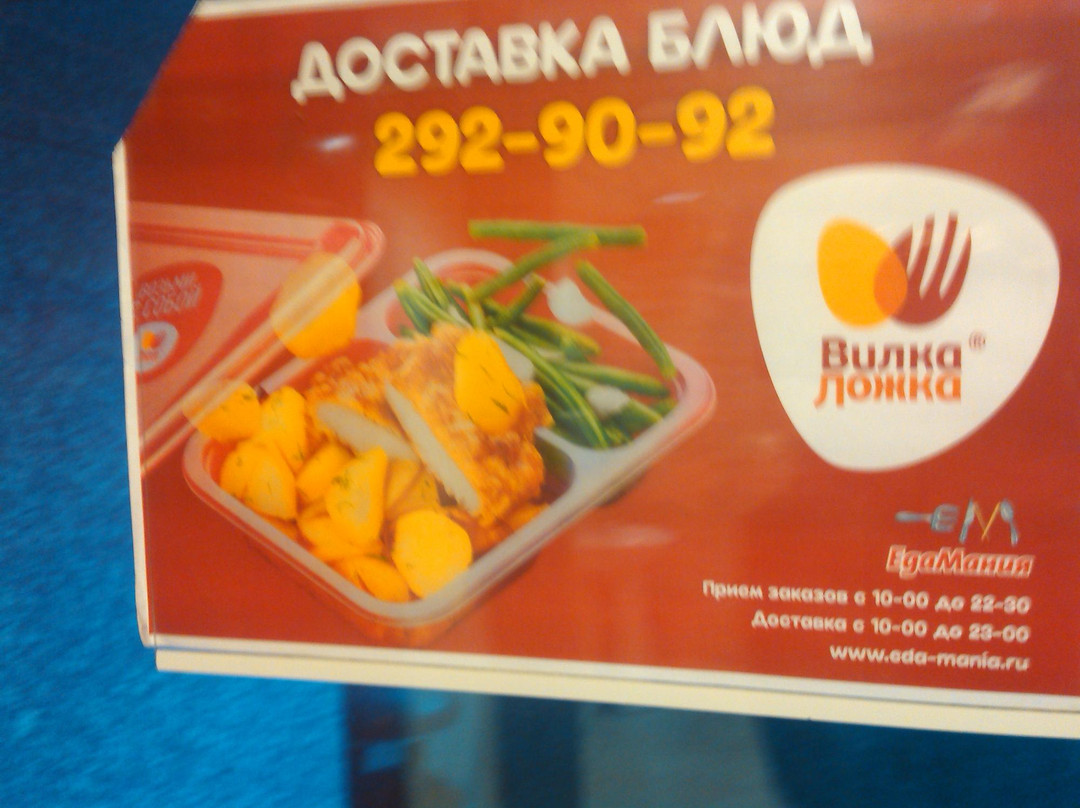 ДОСТАВКА БЛЮД
292-90-92
Вилка ®
Ложка
ЕдаМания
Прием заказов с 10-00 до 22-30
Доставка с 10-00 до 23-00
www.eda-mania.ru